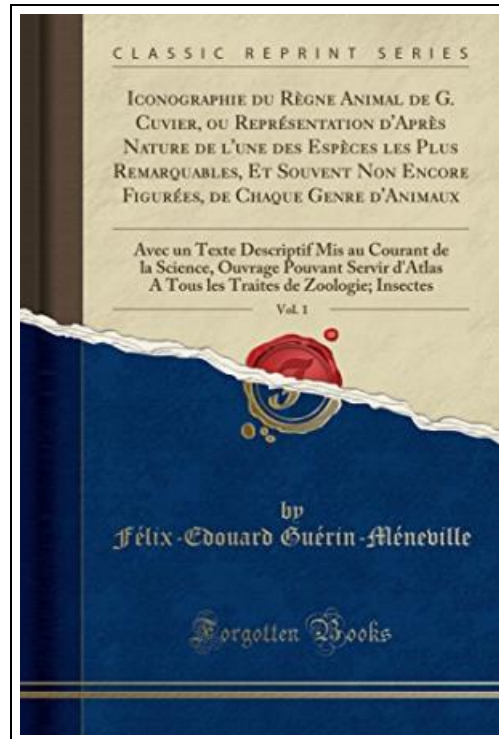 CLASSIC REPRINT SERIES
ICONOGRAPHIE DU RÈGNE ANIMAL DE G.
CUVIER, OU REPRÉSENTATION D'APRÈS
NATURE DE L'UNE DES ESPÈCES LES PLUS
REMARQUABLES, ET SOUVENT NON ENCORE
FIGURÉES, DE CHAQUE GENRE D'ANIMAUX
Avec un Texte Descriptif Mis au Courant de
la Science, Ouvrage Pouvant Servir d'Atlas
A Tous les Traites de Zoologie; Insectes
Vol. 1
by
Félix-Edouard Guérin-Méneville
Forgotten Books